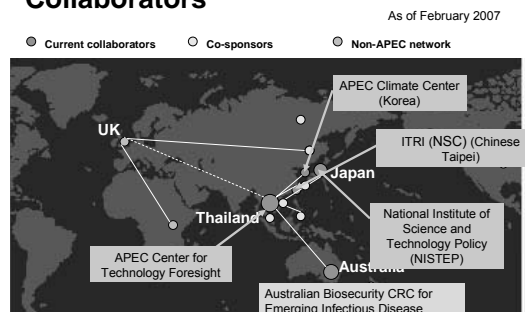 Collaborators
As of February 2007
Current collaborators
Co-sponsors
Non-APEC network
APEC Climate Center
(Korea)
UK
ITRI (NSC) (Chinese
Taipei)
Japan
Thailand
National Institute of
Science and
Technology Policy
(NISTEP)
APEC Center for
Technology Foresight
Australia
Australian Biosecurity CRC for
Emerging Infectious Disease